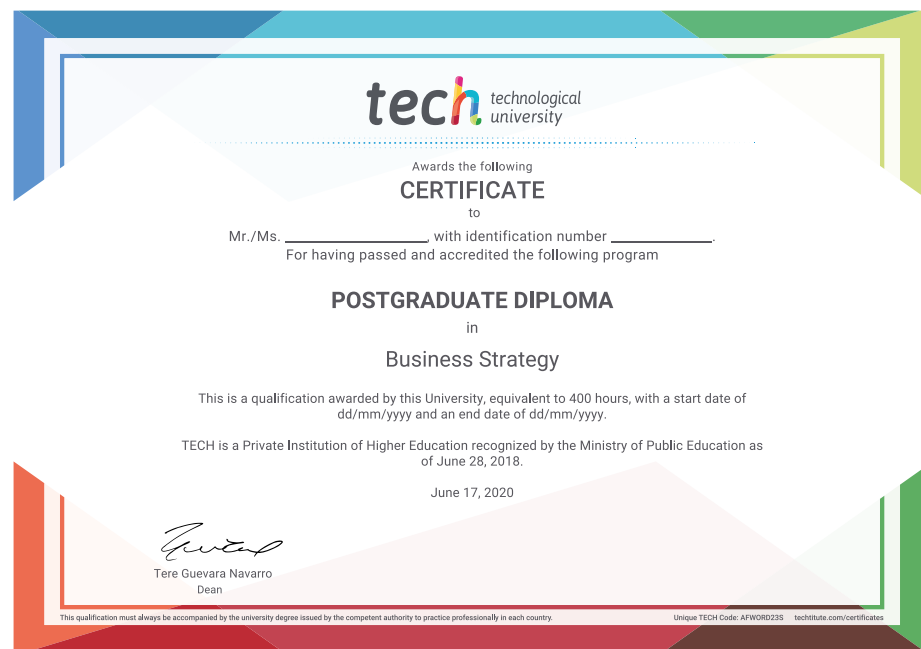 tech technological
university
Awards the following
CERTIFICATE
to
Mr./Ms. ____________________, with identification number ______________.
For having passed and accredited the following program
POSTGRADUATE DIPLOMA
in
Business Strategy
This is a qualification awarded by this University, equivalent to 400 hours, with a start date of
dd/mm/yyyy and an end date of dd/mm/yyyy.
TECH is a Private Institution of Higher Education recognized by the Ministry of Public Education as
of June 28, 2018.
June 17, 2020
Tere Guevara Navarro
Dean
This qualification must always be accompanied by the university degree issued by the competent authority to practice professionally in each country.
Unique TECH Code: AFWORD23S techtitute.com/certificates